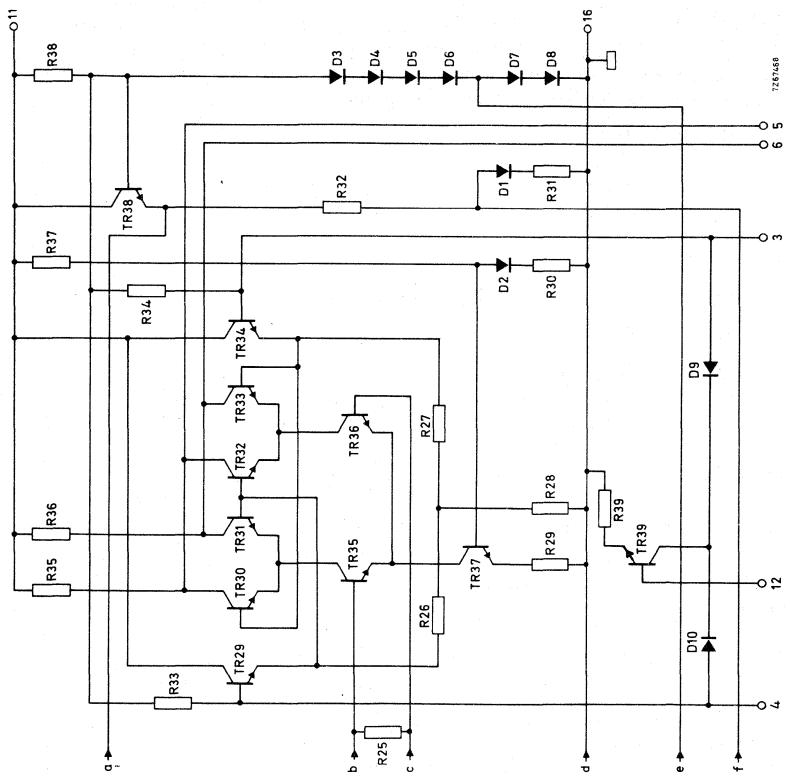 11
16
R38
D3
D4
D5
D6
D7
D8
7Z67468
5
6
TR38
R32
D1
R31
R37
R34
D2
R30
3
TR34
TR33
TR32
TR31
TR30
TR36
R27
D9
R36
R35
R28
R39
TR35
TR37
R29
TR39
12
TR29
R26
D10
R33
4
R25
a
b
c
d
e
f